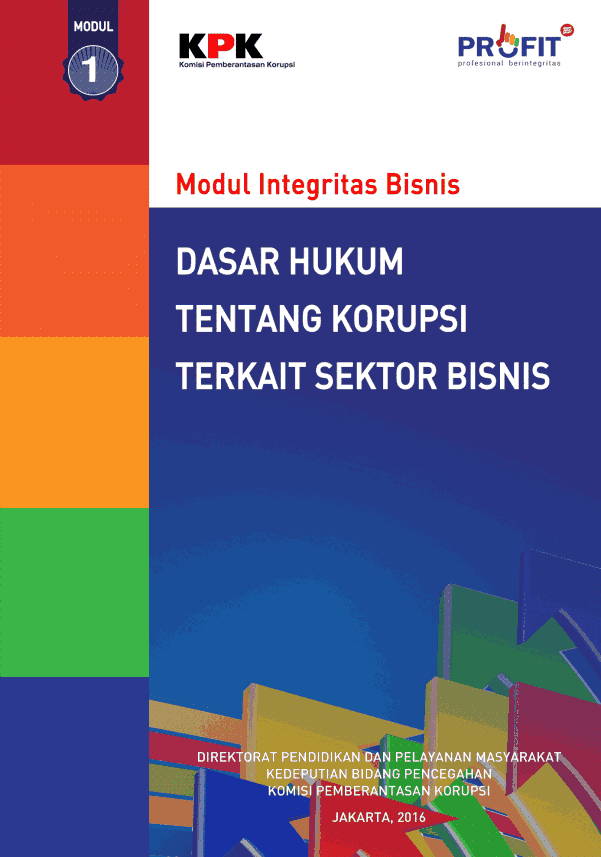 MODUL
1
KPK
Komisi Pemberantasan Korupsi
PROFIT
profesional berintegritas
Modul Integritas Bisnis
DASAR HUKUM
TENTANG KORUPSI
TERKAIT SEKTOR BISNIS
DIREKTORAT PENDIDIKAN DAN PELAYANAN MASYARAKAT
KEDEPUTIAN BIDANG PENCEGAHAN
KOMISI PEMBERANTASAN KORUPSI
JAKARTA, 2016